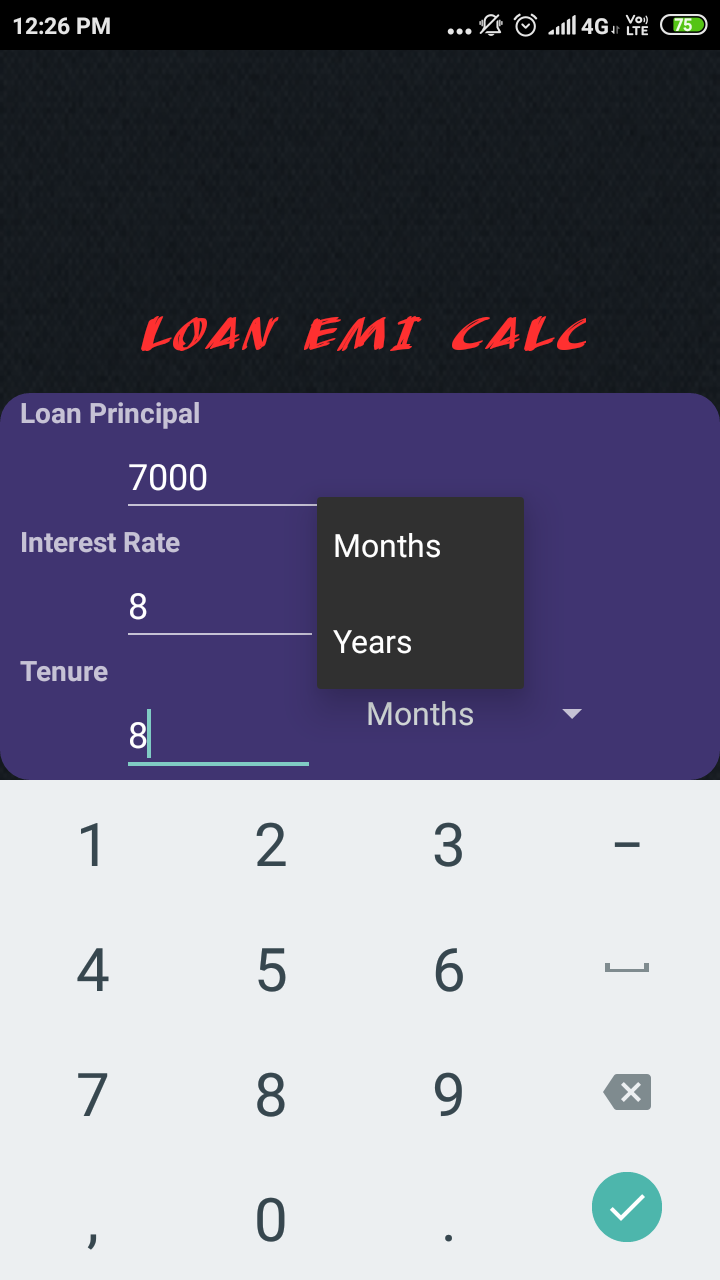 12:26 PM
... 4G Vo)) LTE 75
LOAN EMI CALC
Loan Principal
7000
Interest Rate
Months
8
Years
Tenure
Months
8
1 2 3 –
4 5 6
7 8 9
, 0 .